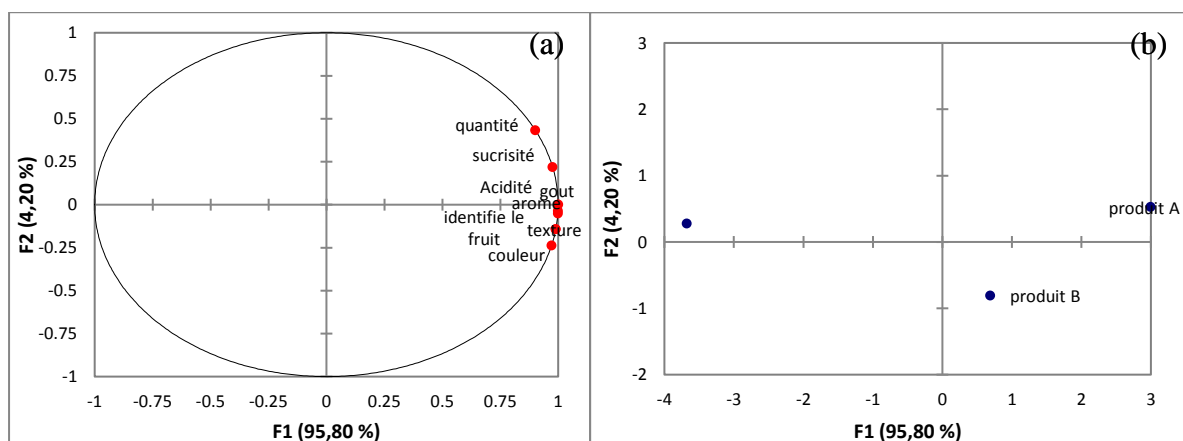 (a)
1
0.75
0.5
0.25
0
-0.25
-0.5
-0.75
-1
F2 (4,20 %)
quantité
sucrisité
Acidité
gout
arome
identifie le
fruit
texture
couleur
-1
-0.75
-0.5
-0.25
0
0.25
0.5
0.75
1
F1 (95,80 %)
(b)
3
2
1
0
-1
-2
F2 (4,20 %)
produit A
produit B
-4
-3
-2
-1
0
1
2
3
F1 (95,80 %)